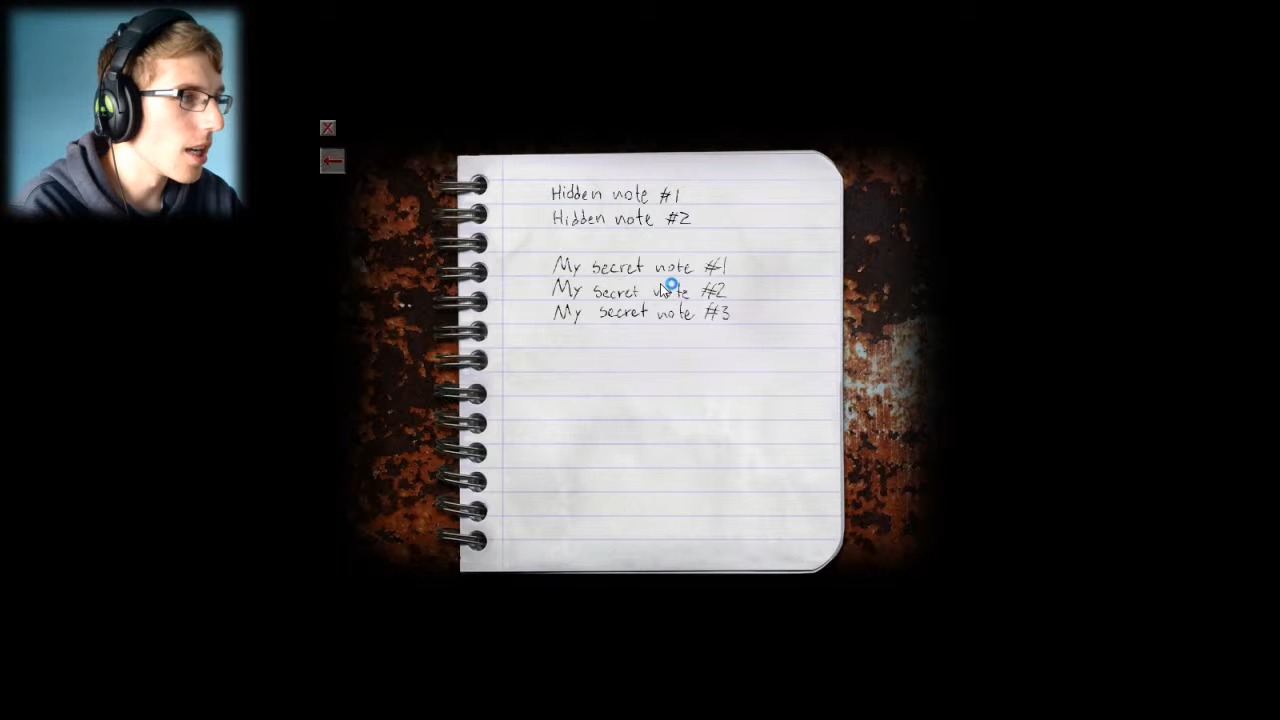 Hidden note #1
Hidden note #2
My secret note #1
My secret note #2
My secret note #3